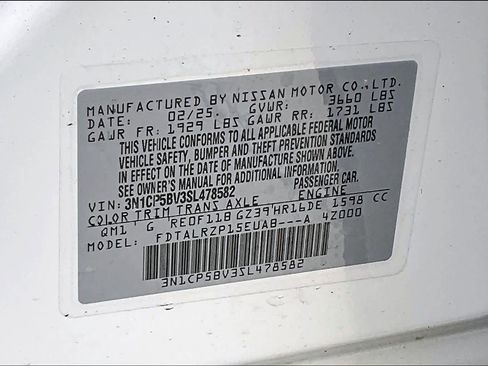 MANUFACTURED BY NISSAN MOTOR CO.,LTD.
DATE: 02/25. GVWR: 3660 LBS
GAWR FR: 1929 LBS GAWR RR: 1731 LBS
THIS VEHICLE CONFORMS TO ALL APPLICABLE FEDERAL MOTOR
VEHICLE SAFETY, BUMPER AND THEFT PREVENTION STANDARDS
IN EFFECT ON THE DATE OF MANUFACTURE SHOWN ABOVE.
SEE OWNER'S MANUAL FOR ADDITIONAL INFORMATION.
VIN: 3N1CP5BV3SL478582 PASSENGER CAR.
COLOR TRIM TRANS AXLE ENGINE
QM1 G RE0F11B GZ39 HR16DE 1598 CC
MODEL: FDTALRZP15EUAB---A 4Z000
3N1CP5BV3SL478582